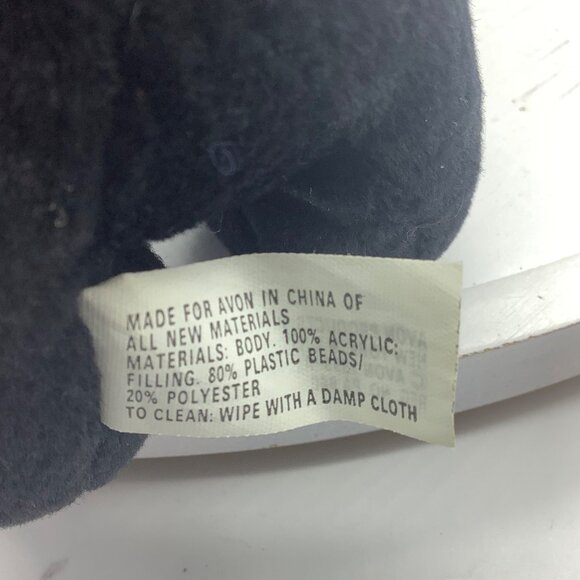 MADE FOR AVON IN CHINA OF
ALL NEW MATERIALS
MATERIALS: BODY. 100% ACRYLIC:
FILLING. 80% PLASTIC BEADS/
20% POLYESTER
TO CLEAN: WIPE WITH A DAMP CLOTH